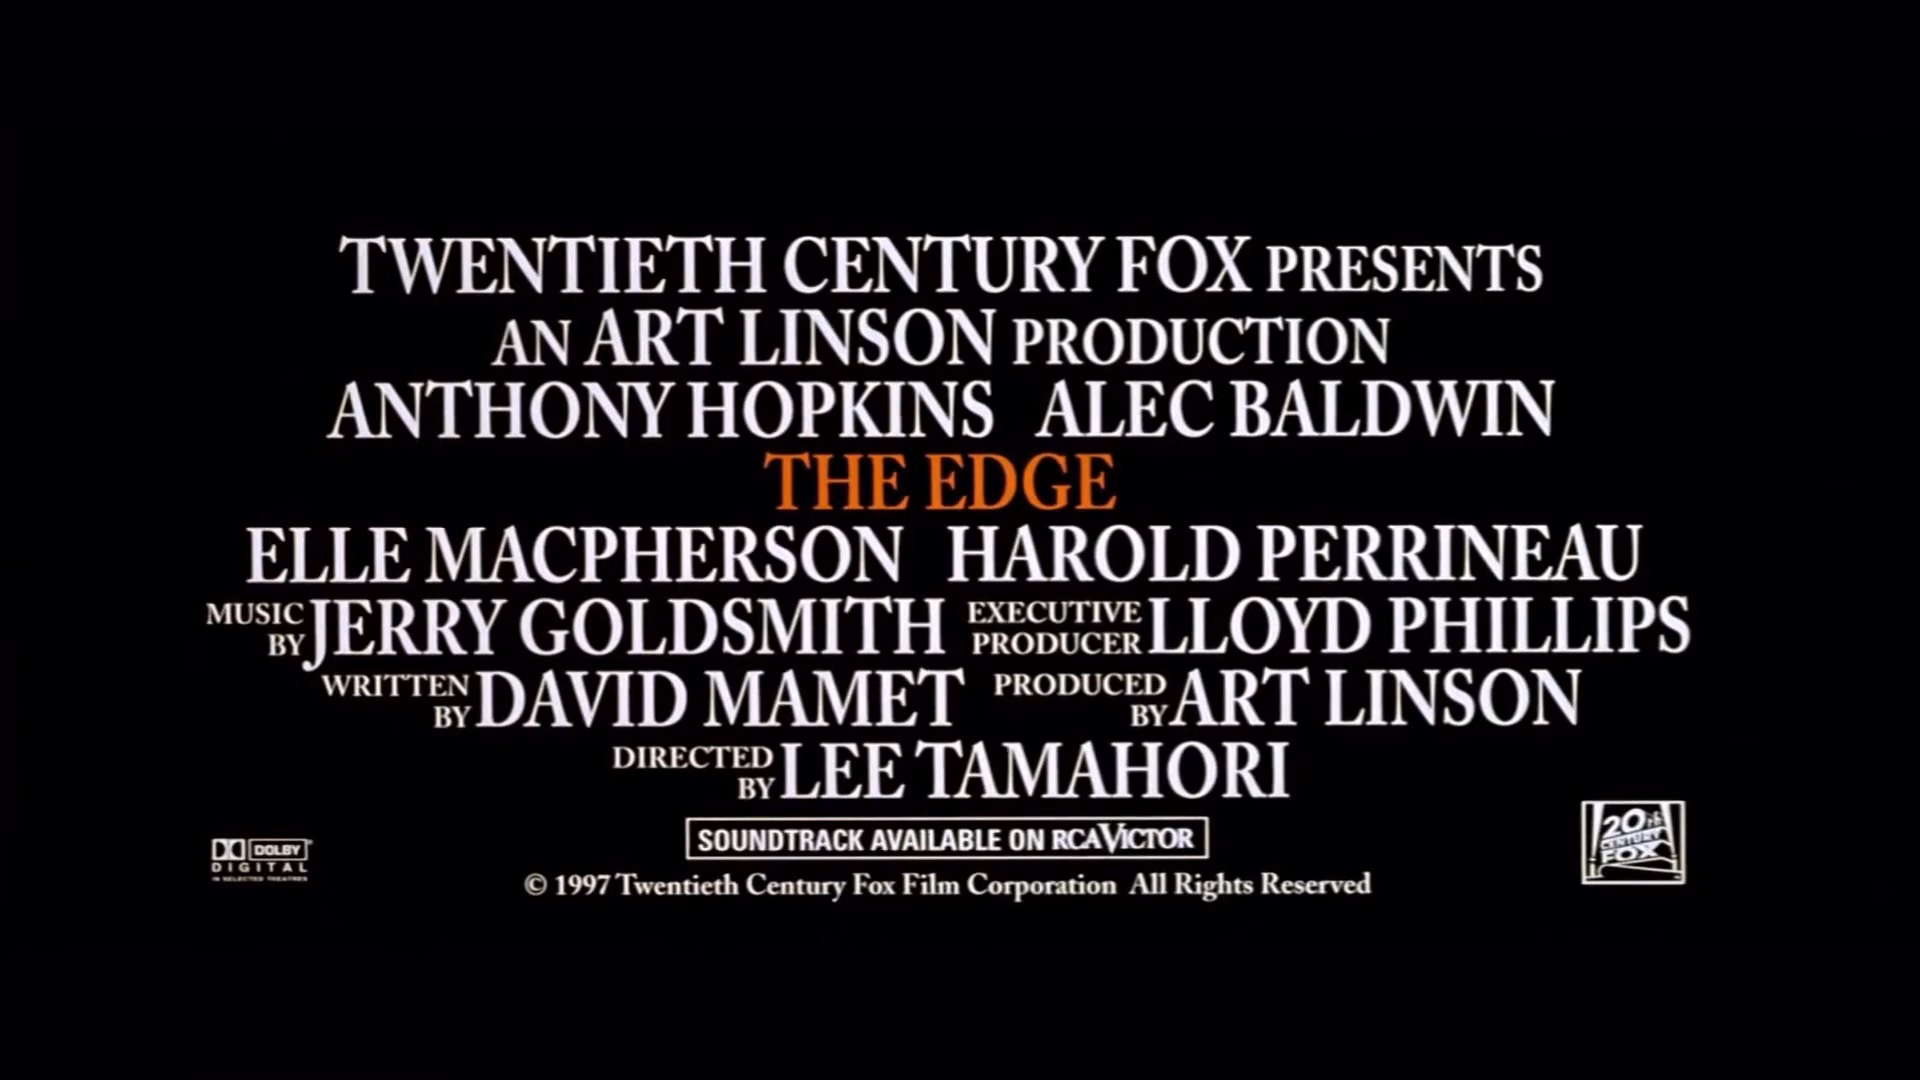 TWENTIETH CENTURY FOX PRESENTS
AN ART LINSON PRODUCTION
ANTHONY HOPKINS ALEC BALDWIN
THE EDGE
ELLE MACPHERSON HAROLD PERRINEAU
MUSIC BY JERRY GOLDSMITH EXECUTIVE PRODUCER LLOYD PHILLIPS
WRITTEN BY DAVID MAMET PRODUCED BY ART LINSON
DIRECTED BY LEE TAMAHORI
SOUNDTRACK AVAILABLE ON RCA VICTOR
DOLBY
DIGITAL
IN SELECTED THEATRES
© 1997 Twentieth Century Fox Film Corporation All Rights Reserved
20th
CENTURY
FOX